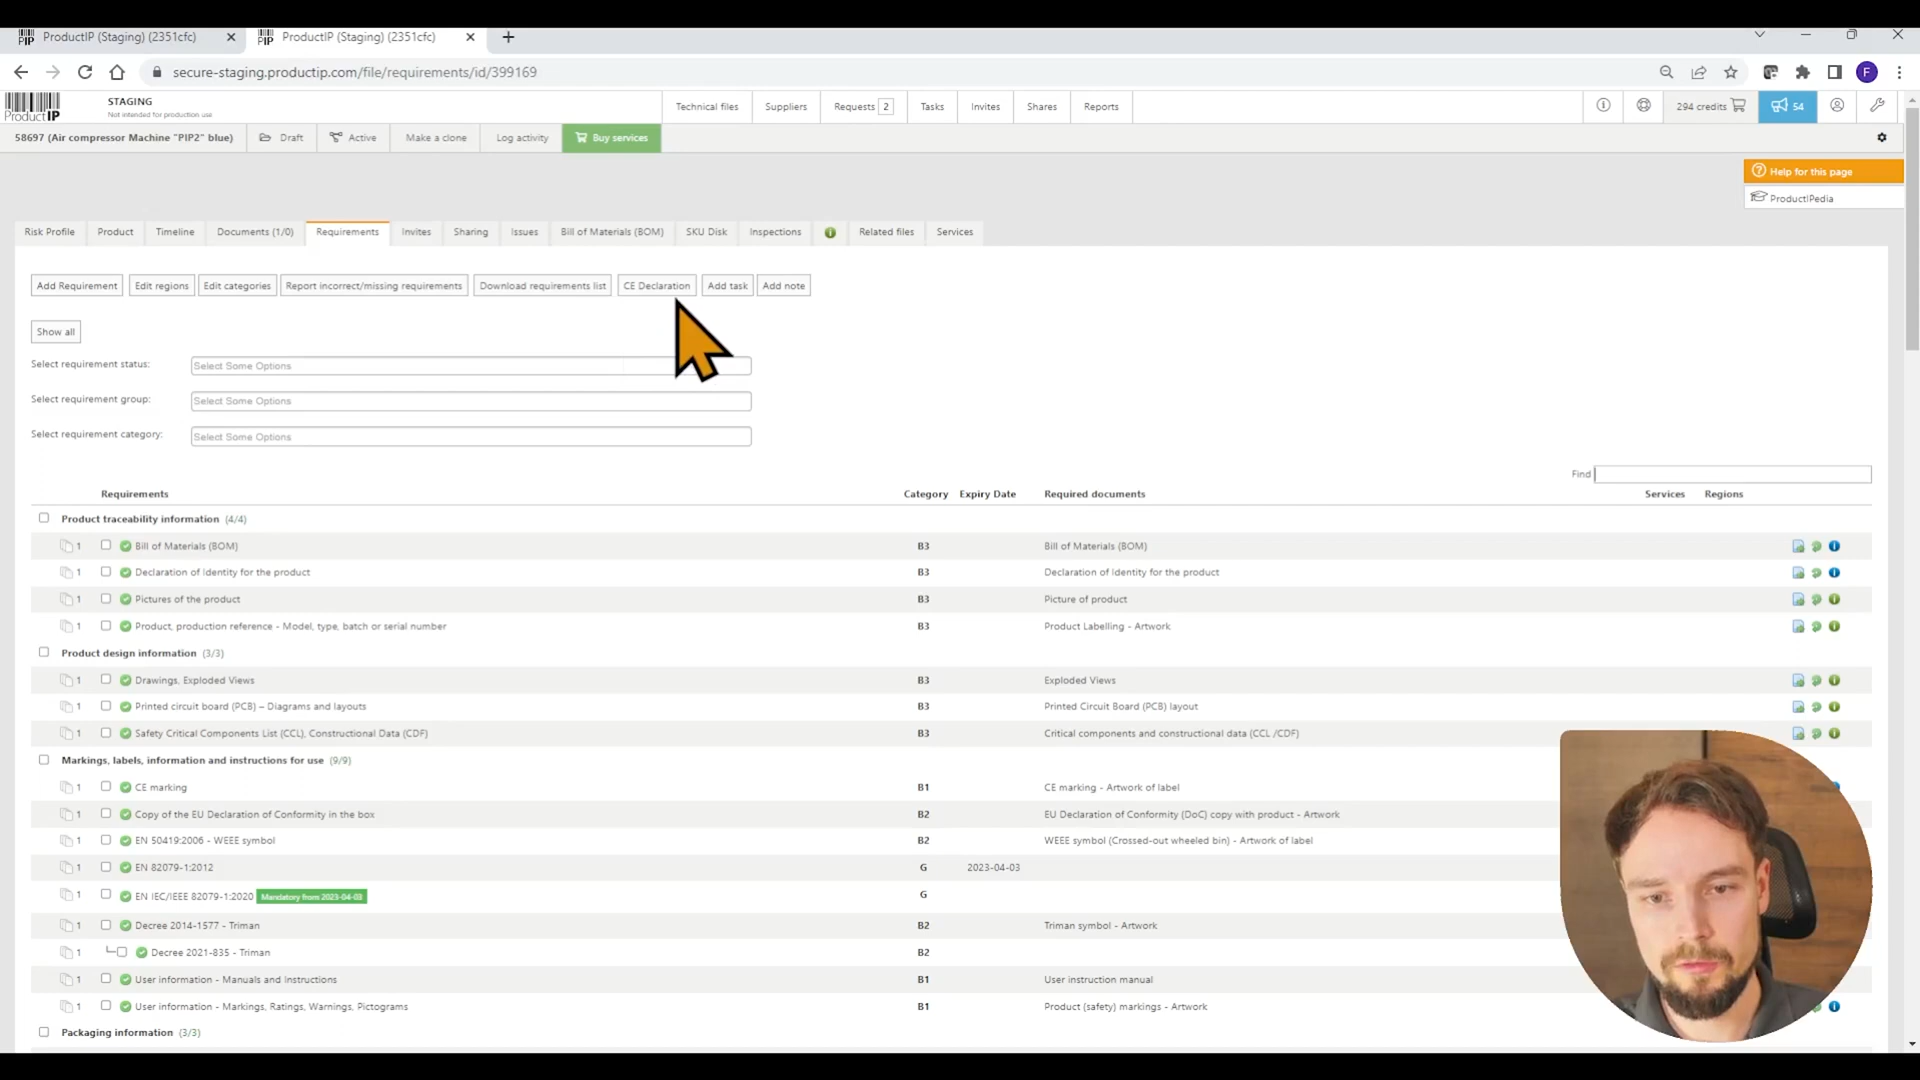 ProductIP (Staging) (2351cfc)
ProductIP (Staging) (2351cfc)
secure-staging.productip.com/file/requirements/id/399169
F
Product IP
STAGING
Not intended for production use
Technical files
Suppliers
Requests 2
Tasks
Invites
Shares
Reports
294 credits
54
58697 (Air compressor Machine "PIP2" blue)
Draft
Active
Make a clone
Log activity
Buy services
Help for this page
ProductIPedia
Risk Profile
Product
Timeline
Documents (1/0)
Requirements
Invites
Sharing
Issues
Bill of Materials (BOM)
SKU Disk
Inspections
Related files
Services
Add Requirement
Edit regions
Edit categories
Report incorrect/missing requirements
Download requirements list
CE Declaration
Add task
Add note
Show all
Select requirement status: Select Some Options
Select requirement group: Select Some Options
Select requirement category: Select Some Options
Find
Requirements Category Expiry Date Required documents Services Regions
Product traceability information (4/4)
1 Bill of Materials (BOM) B3 Bill of Materials (BOM)
1 Declaration of Identity for the product B3 Declaration of Identity for the product
1 Pictures of the product B3 Picture of product
1 Product, production reference - Model, type, batch or serial number B3 Product Labelling - Artwork
Product design information (3/3)
1 Drawings, Exploded Views B3 Exploded Views
1 Printed circuit board (PCB) – Diagrams and layouts B3 Printed Circuit Board (PCB) layout
1 Safety Critical Components List (CCL), Constructional Data (CDF) B3 Critical components and constructional data (CCL /CDF)
Markings, labels, information and instructions for use (9/9)
1 CE marking B1 CE marking - Artwork of label
1 Copy of the EU Declaration of Conformity in the box B2 EU Declaration of Conformity (DoC) copy with product - Artwork
1 EN 50419:2006 - WEEE symbol B2 WEEE symbol (Crossed-out wheeled bin) - Artwork of label
1 EN 82079-1:2012 G 2023-04-03
1 EN IEC/IEEE 82079-1:2020 Mandatory from 2023-04-03 G
1 Decree 2014-1577 - Triman B2 Triman symbol - Artwork
1 Decree 2021-835 - Triman B2
1 User information - Manuals and Instructions B1 User instruction manual
1 User information - Markings, Ratings, Warnings, Pictograms B1 Product (safety) markings - Artwork
Packaging information (3/3)